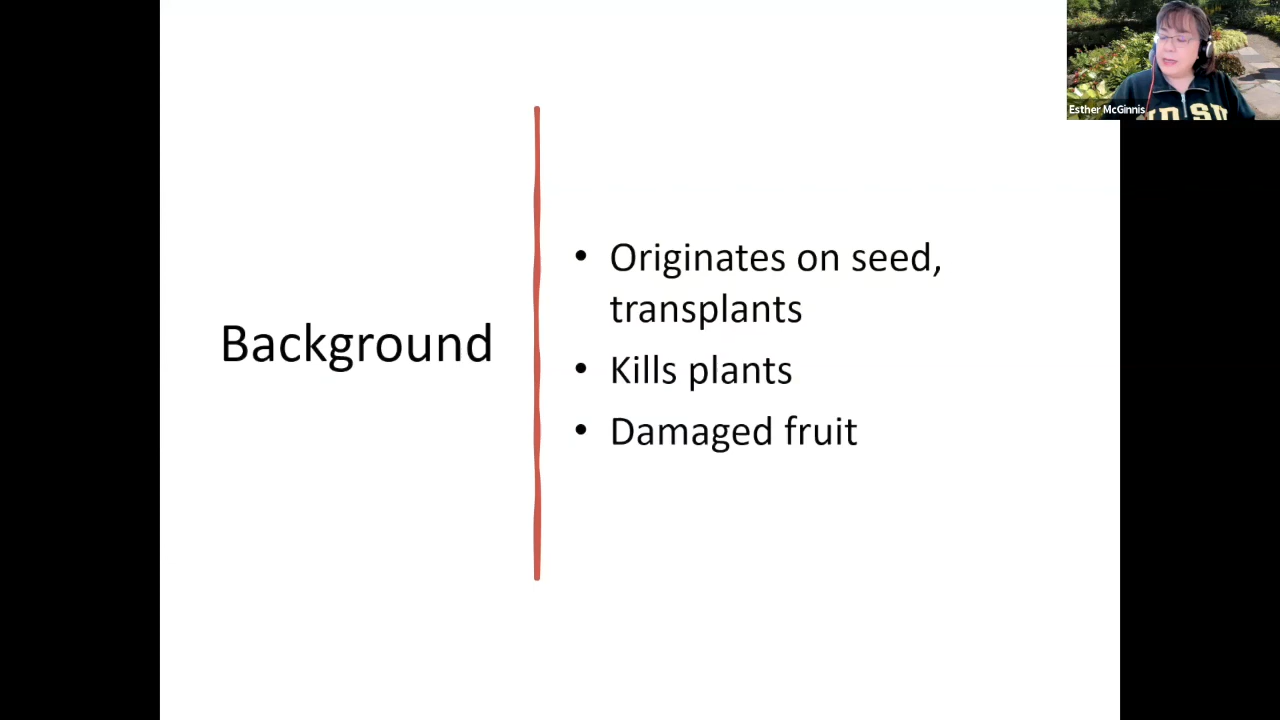 Esther McGinnis
Background
• Originates on seed,
transplants
• Kills plants
• Damaged fruit